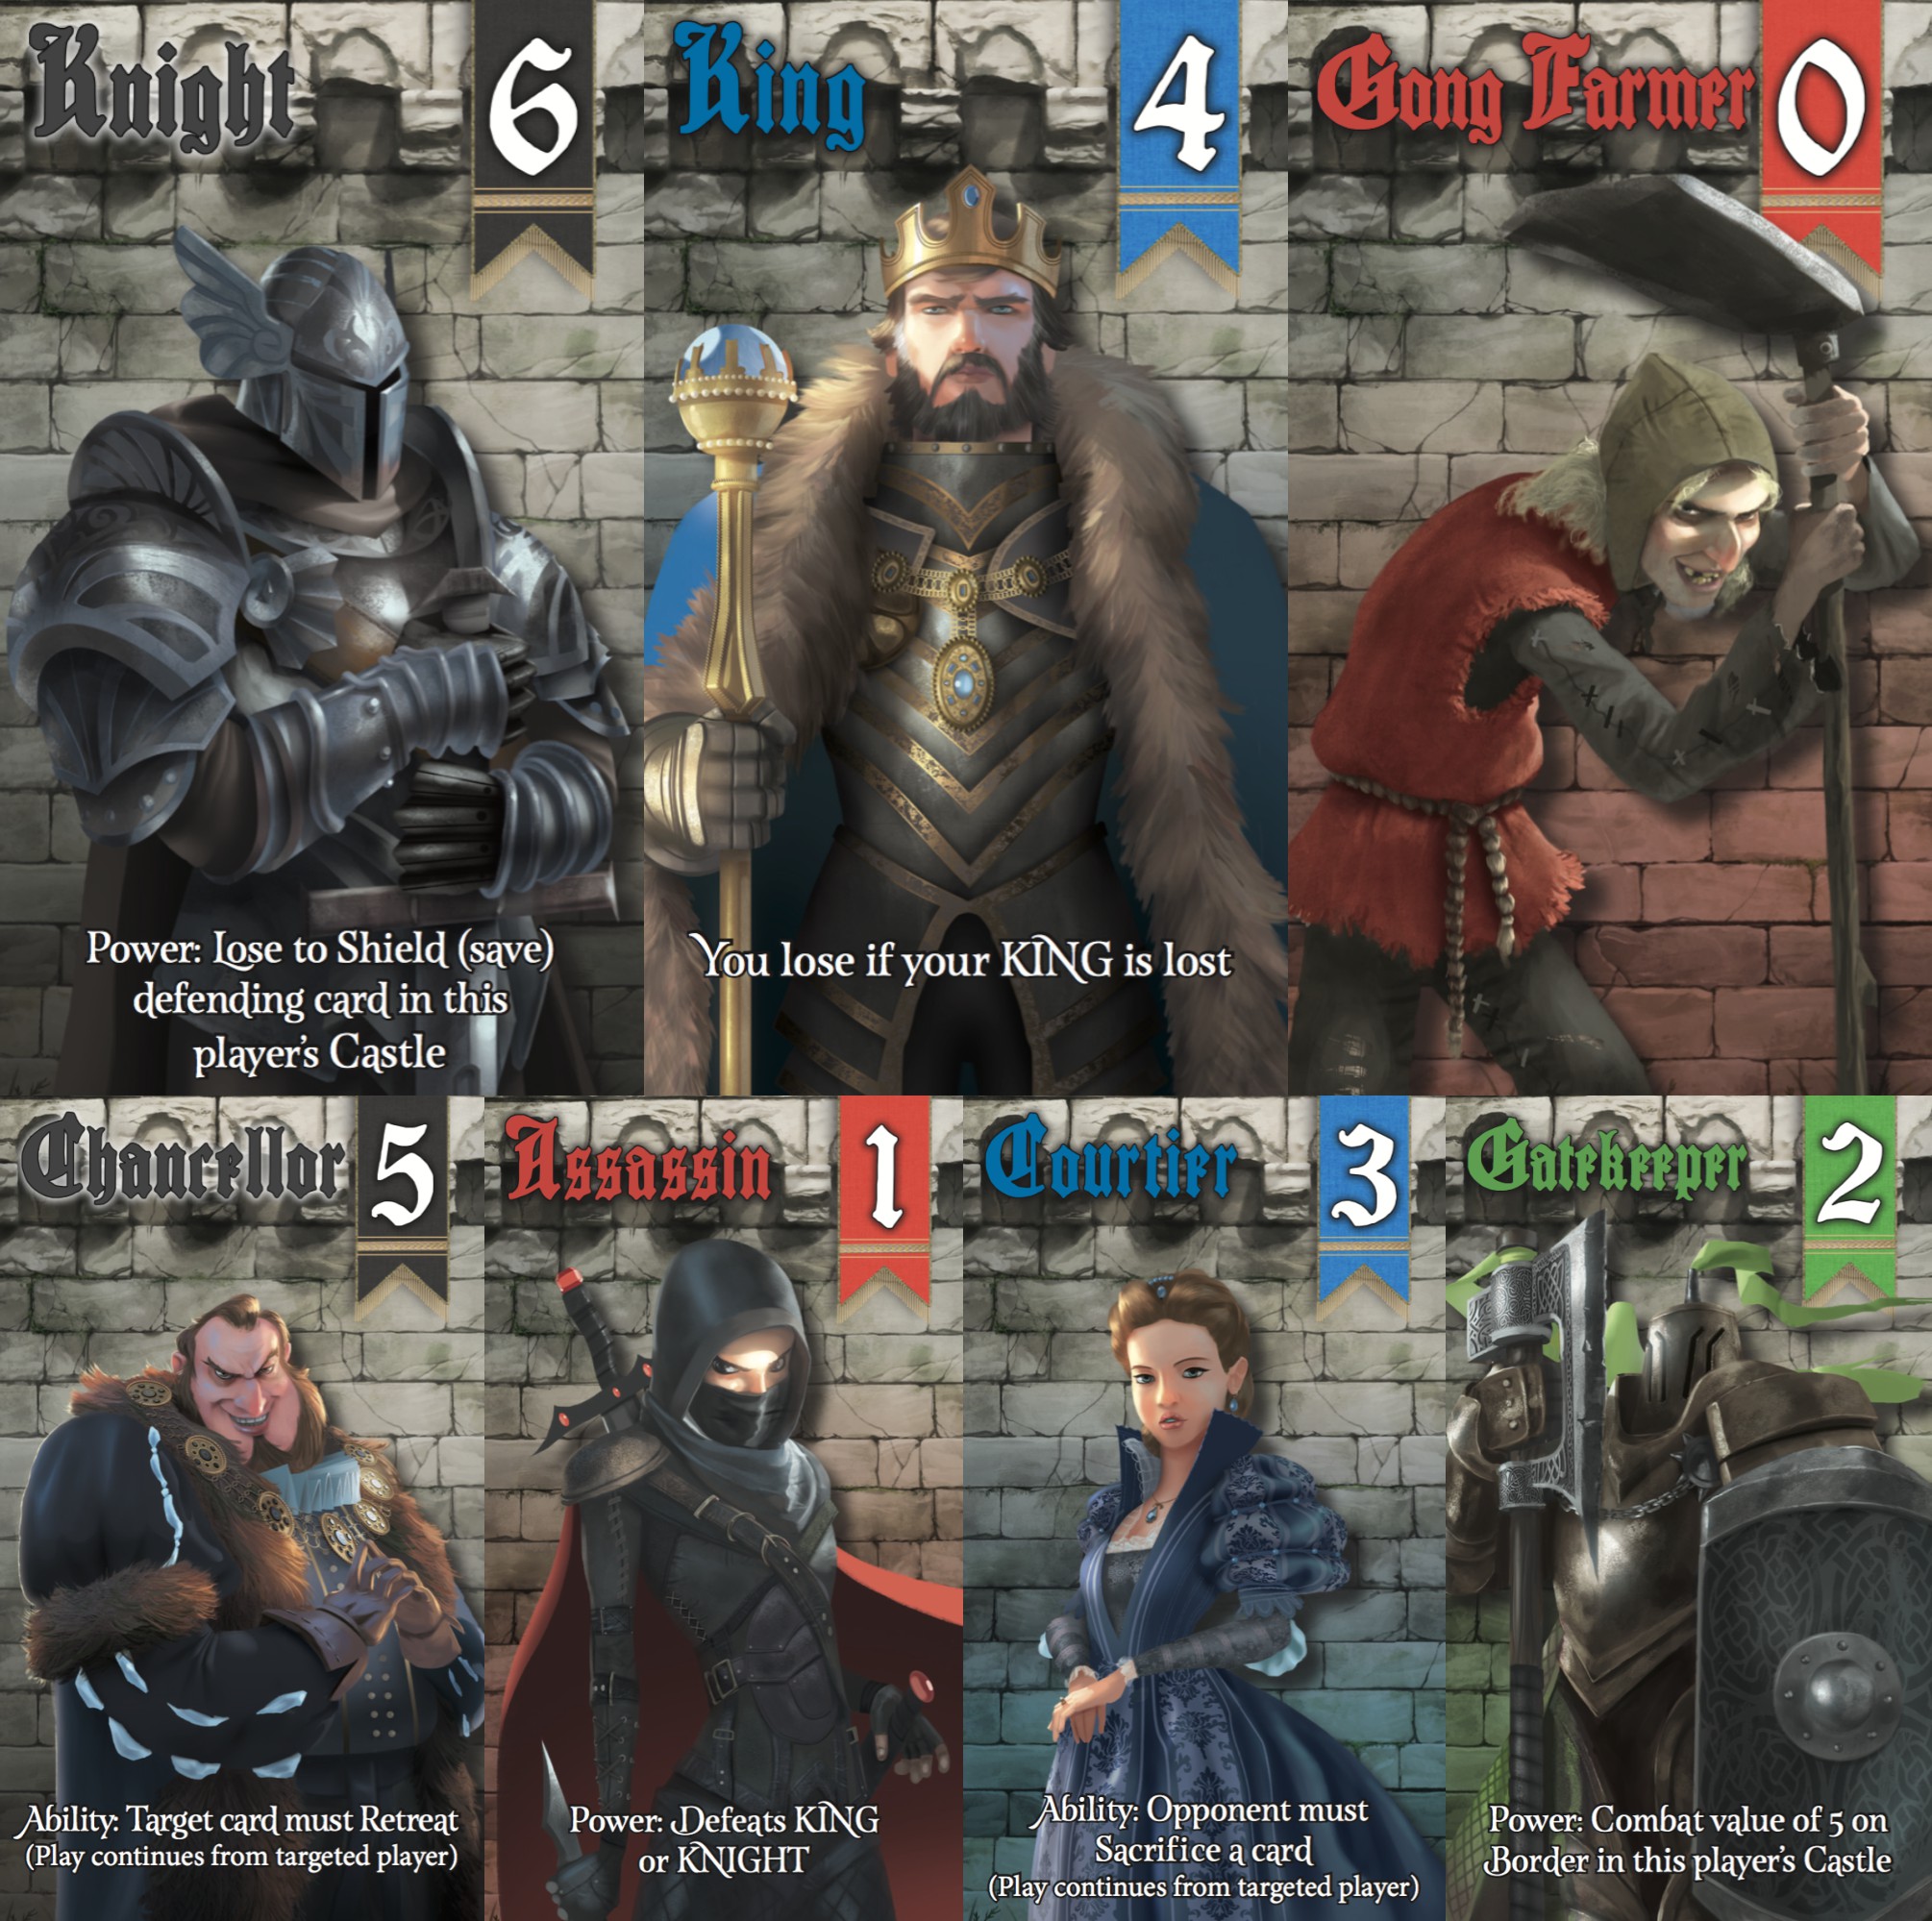 Knight
6
Power: Lose to Shield (save)
defending card in this
player's Castle
King
4
You lose if your KING is lost
Gong Farmer
0
Chancellor
5
Ability: Target card must Retreat
(Play continues from targeted player)
Assassin
1
Power: Defeats KING
or KNIGHT
Courtier
3
Ability: Opponent must
Sacrifice a card
(Play continues from targeted player)
Gatekeeper
2
Power: Combat value of 5 on
Border in this player's Castle